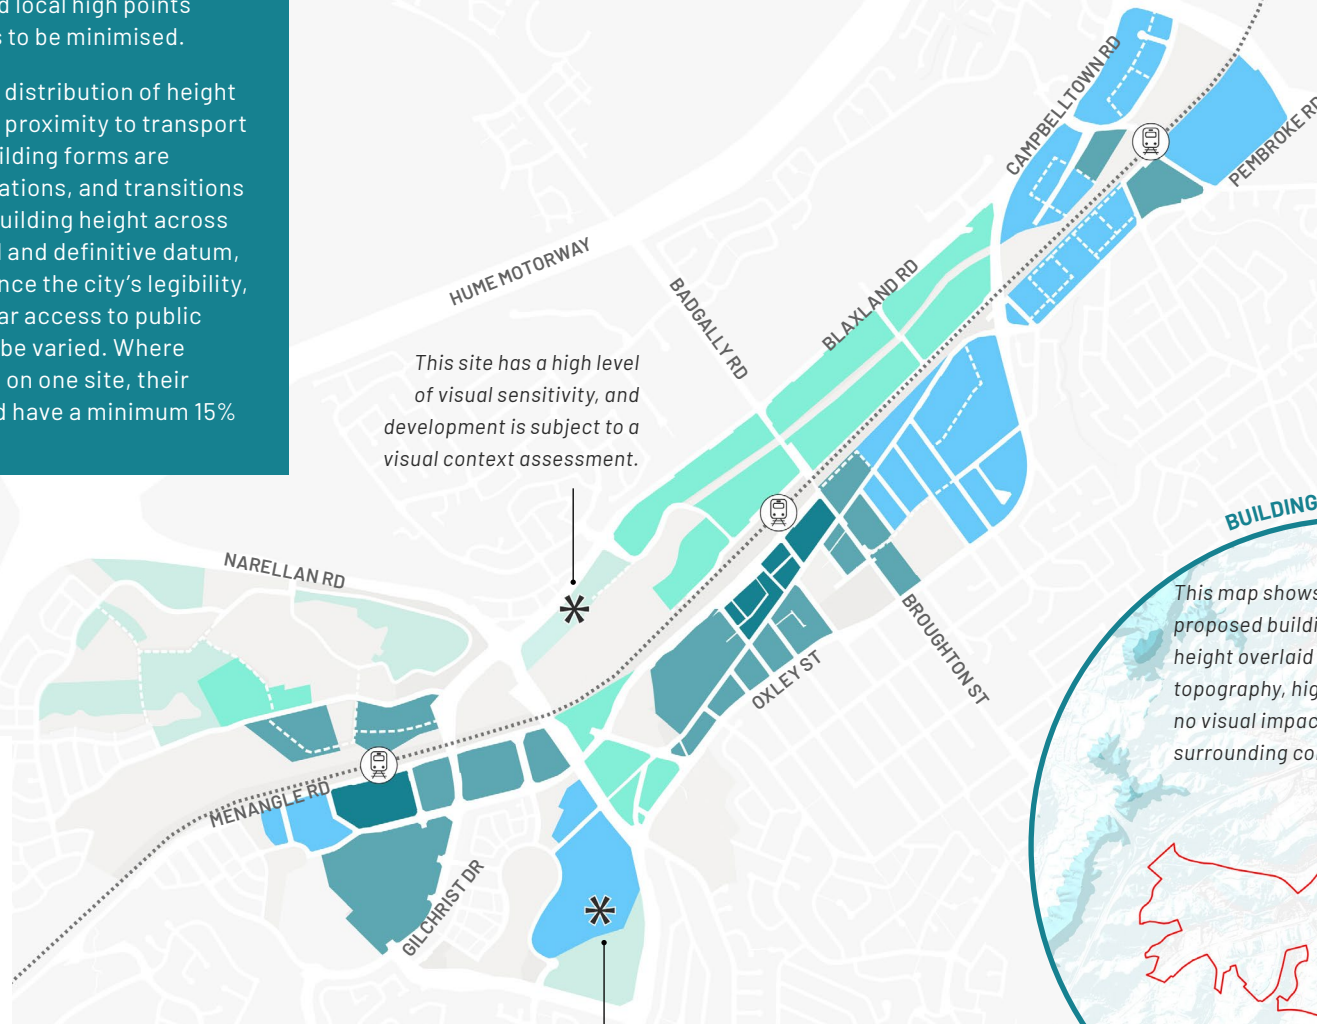 d local high points
s to be minimised.
distribution of height
proximity to transport
ilding forms are
ations, and transitions
uilding height across
l and definitive datum,
nce the city's legibility,
ar access to public
be varied. Where
on one site, their
d have a minimum 15%
CAMPBELLTOWN RD
PEMBROKE RD
HUME MOTORWAY
BADGALLY RD
BLAXLAND RD
This site has a high level
of visual sensitivity, and
development is subject to a
visual context assessment.
NARELLAN RD
BROUGHTON ST
OXLEY ST
MENANGLE RD
GILCHRIST DR
BUILDING
This map shows
proposed buildi
height overlaid
topography, hig
no visual impac
surrounding co